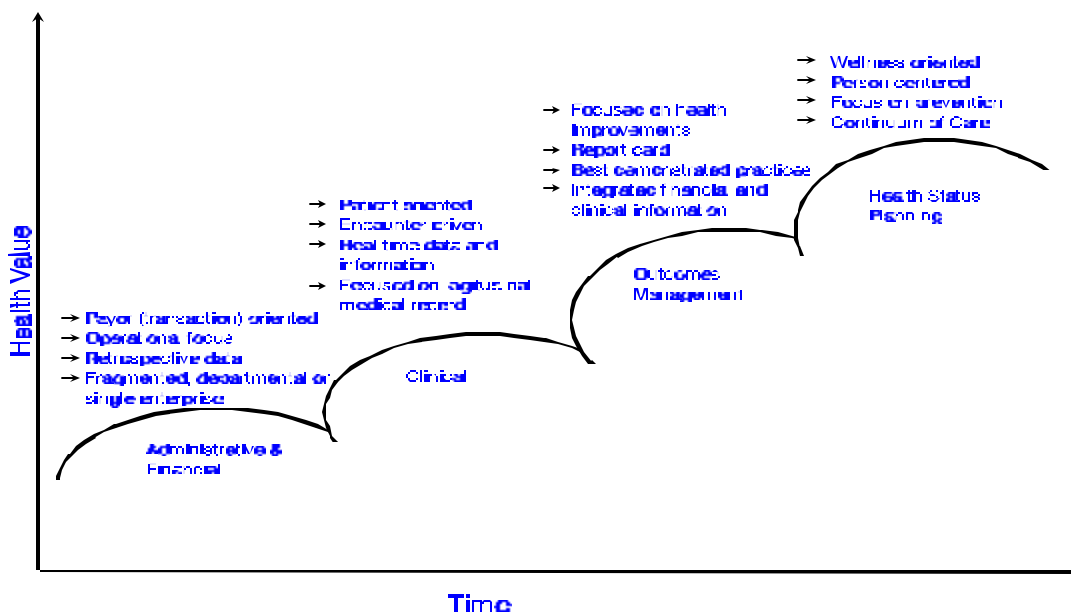 Wellness oriented
Person centered
Focus on prevention
Continuum of Care
Health Status
Planning
Focused on health
Improvements
Report card
Best demonstrated practices
Integrated financial and
clinical information
Outcomes
Management
Patient oriented
Encounter driven
Real time data and
information
Focused on
medical record
Clinical
Payor (transaction) oriented
Operational focus
Retrospective data
Fragmented, departmental or
single enterprise
Administrative &
Financial
Health Value
Time